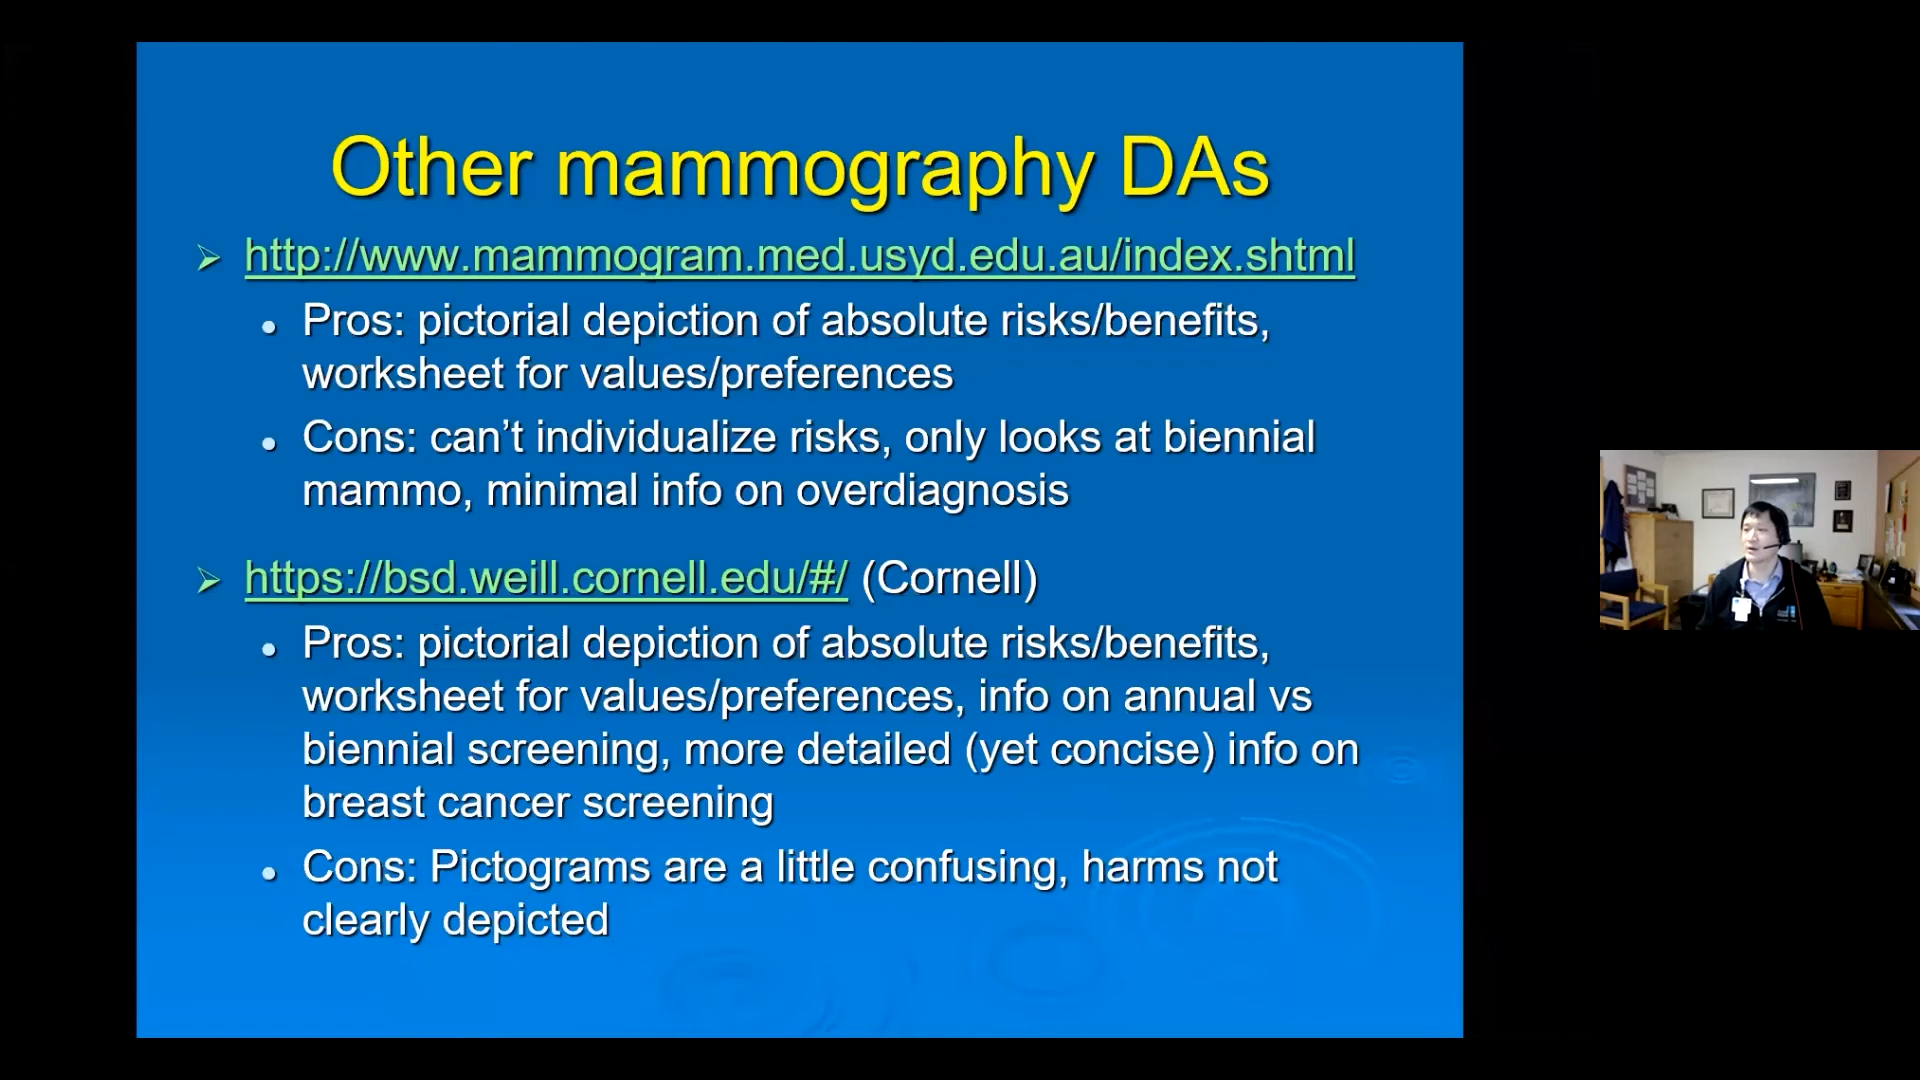 Other mammography DAs
http://www.mammogram.med.usyd.edu.au/index.shtml
Pros: pictorial depiction of absolute risks/benefits,
worksheet for values/preferences
Cons: can’t individualize risks, only looks at biennial
mammo, minimal info on overdiagnosis
https://bsd.weill.cornell.edu/#/ (Cornell)
Pros: pictorial depiction of absolute risks/benefits,
worksheet for values/preferences, info on annual vs
biennial screening, more detailed (yet concise) info on
breast cancer screening
Cons: Pictograms are a little confusing, harms not
clearly depicted